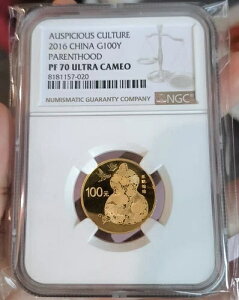 AUSPICIOUS CULTURE
2016 CHINA G100Y
PARENTHOOD
PF 70 ULTRA CAMEO
8181157-020
NUMISMATIC GUARANTY COMPANY
NGC
100元